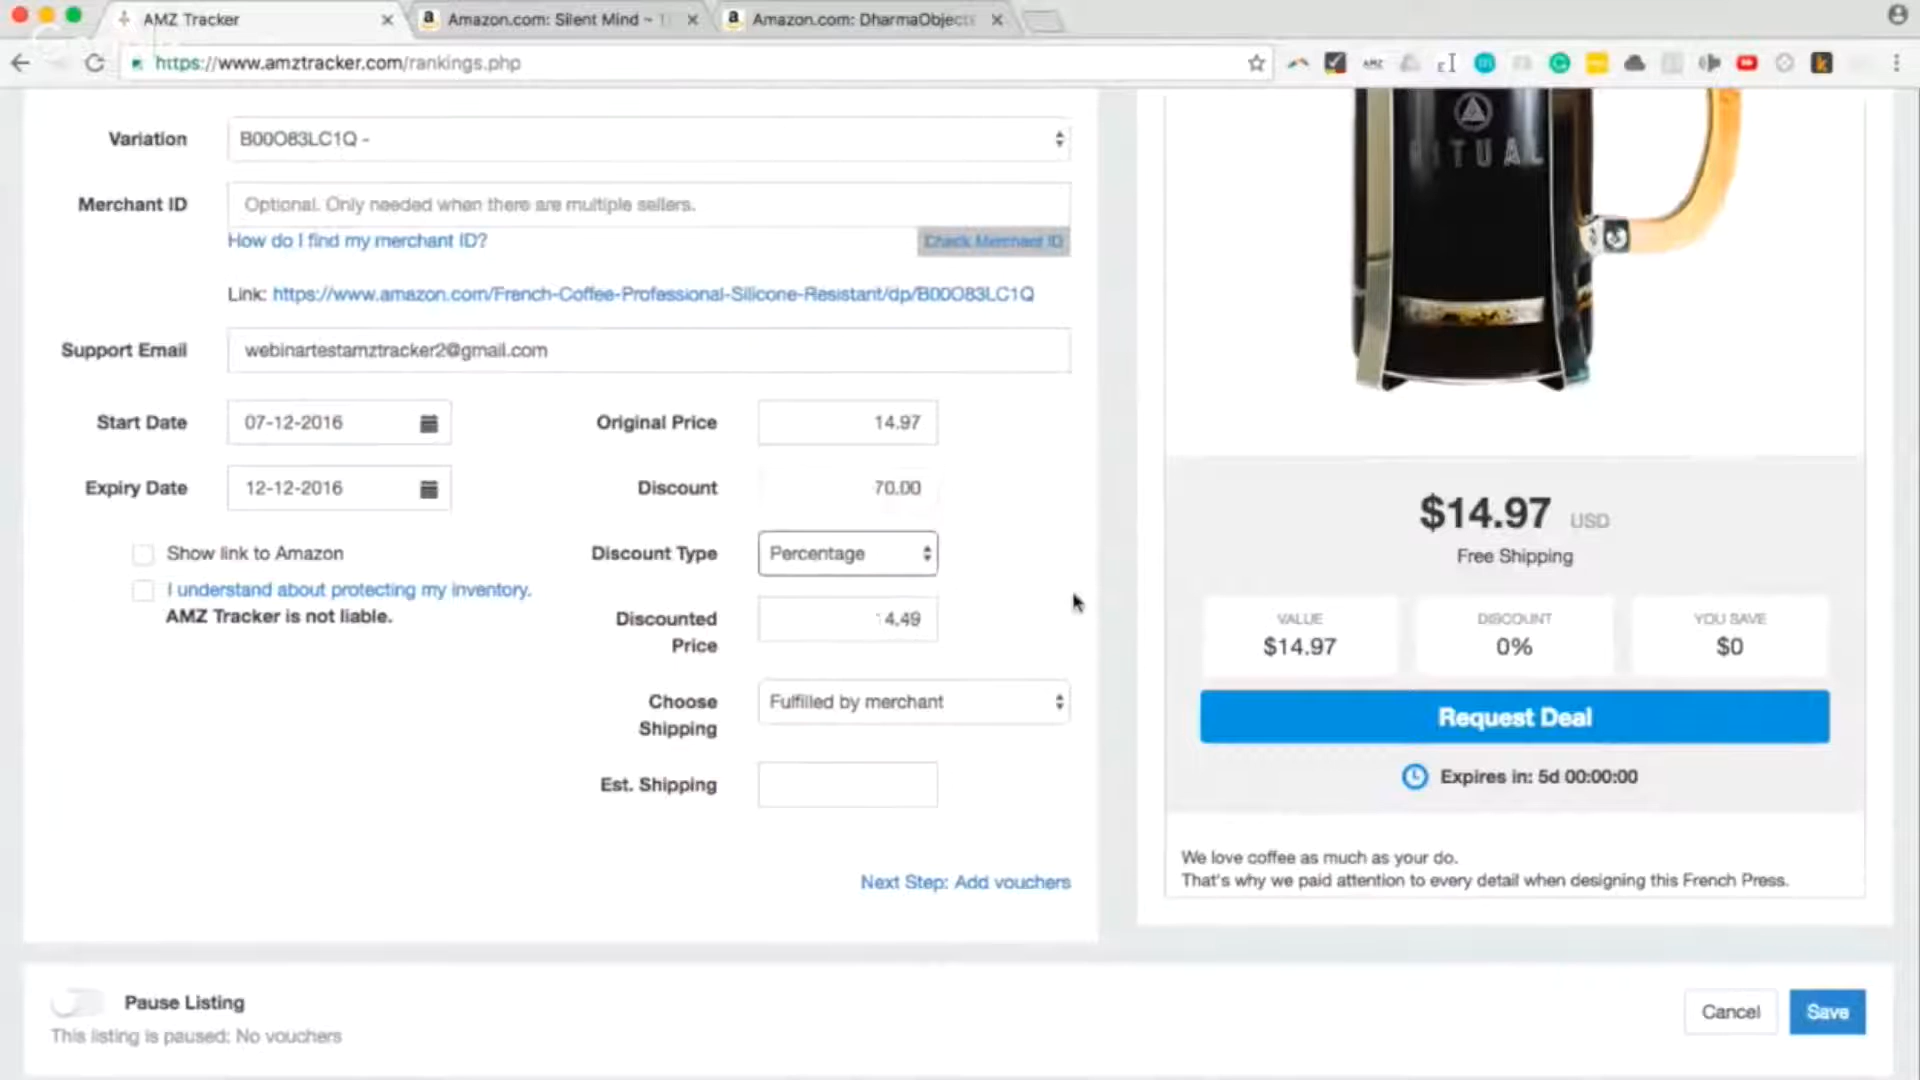 AMZ Tracker
Amazon.com: Silent Mind ~
Amazon.com: DharmaObjects
https://www.amztracker.com/rankings.php
AMZ
RITUAL
Variation
B00O83LC1Q -
Merchant ID
Optional. Only needed when there are multiple sellers.
How do I find my merchant ID?
Check Merchant ID
Link: https://www.amazon.com/French-Coffee-Professional-Silicone-Resistant/dp/B00O83LC1Q
Support Email
webinartestamztracker2@gmail.com
Start Date
07-12-2016
Original Price
14.97
Expiry Date
12-12-2016
Discount
70.00
Show link to Amazon
Discount Type
Percentage
I understand about protecting my inventory.
AMZ Tracker is not liable.
Discounted
Price
4.49
Choose
Shipping
Fulfilled by merchant
Est. Shipping
Next Step: Add vouchers
$14.97 USD
Free Shipping
VALUE
$14.97
DISCOUNT
0%
YOU SAVE
$0
Request Deal
Expires in: 5d 00:00:00
We love coffee as much as your do.
That's why we paid attention to every detail when designing this French Press.
Pause Listing
This listing is paused: No vouchers
Cancel
Save